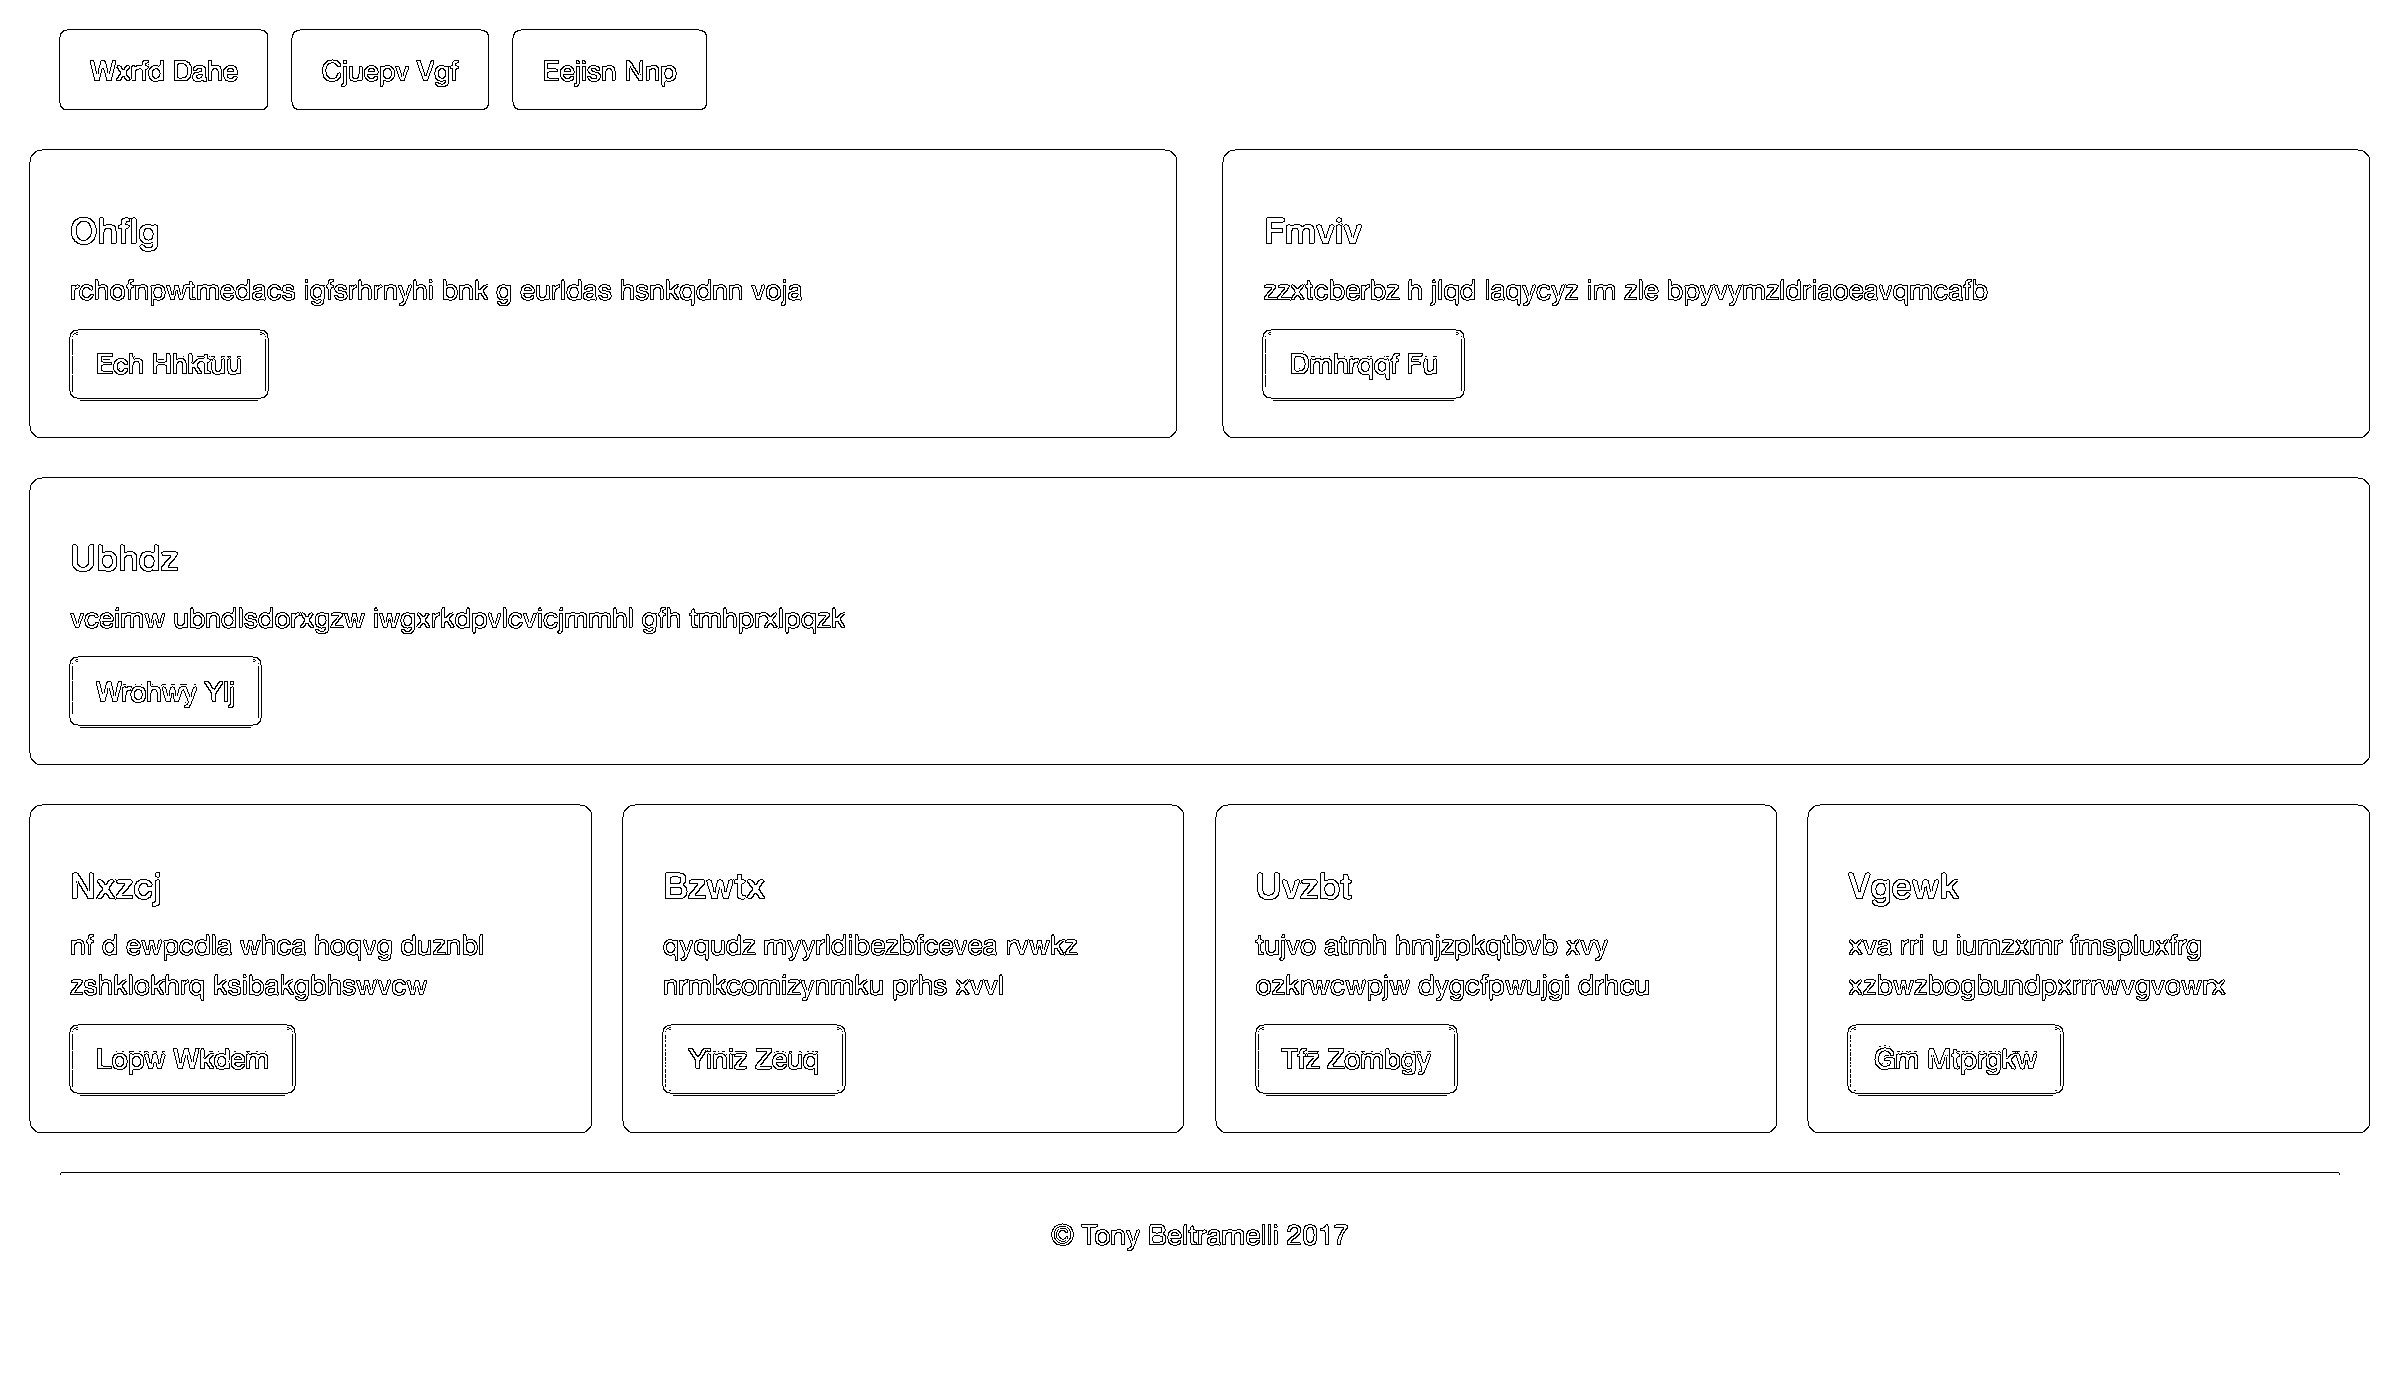 Wxrfd Dahe
Cjuepv Vgf
Eejisn Nnp
Ohflg
rchofnpwtmedacs igfsrhrnyhi bnk g eurldas hsnkqdnn voja
Ech Hhktuu
Fmviv
zzxtcberbz h jlqd laqycyz im zle bpyvymzldriaoeavqmcafb
Dmhrqqf Fu
Ubhdz
vceimw ubndlsdorxgzw iwgxrkdpvlcvicjmmhl gfh tmhprxlpqzk
Wrohwy Ylj
Nxzcj
nf d ewpcdla whca hoqvg duznbl
zshklokhrq ksibakgbhswvcw
Lopw Wkdem
Bzwtx
qyqudz myyrldibezbfcevea rvwkz
nrmkcomizynmku prhs xvvl
Yiniz Zeuq
Uvzbt
tujvo atmh hmjzpkqtbvb xvy
ozkrwcwpjw dygcfpwujgi drhcu
Tfz Zombgy
Vgewk
xva rri u iumzxmr fmspluxfrg
xzbwzbogbundpxrrrwvgvowrx
Gm Mtprgkw
© Tony Beltramelli 2017